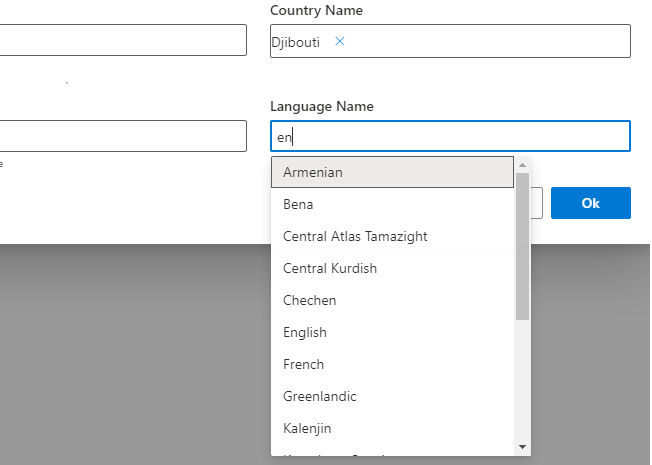 Country Name
Djibouti
Language Name
en
Armenian
Bena
Ok
Central Atlas Tamazight
Central Kurdish
Chechen
English
French
Greenlandic
Kalenjin